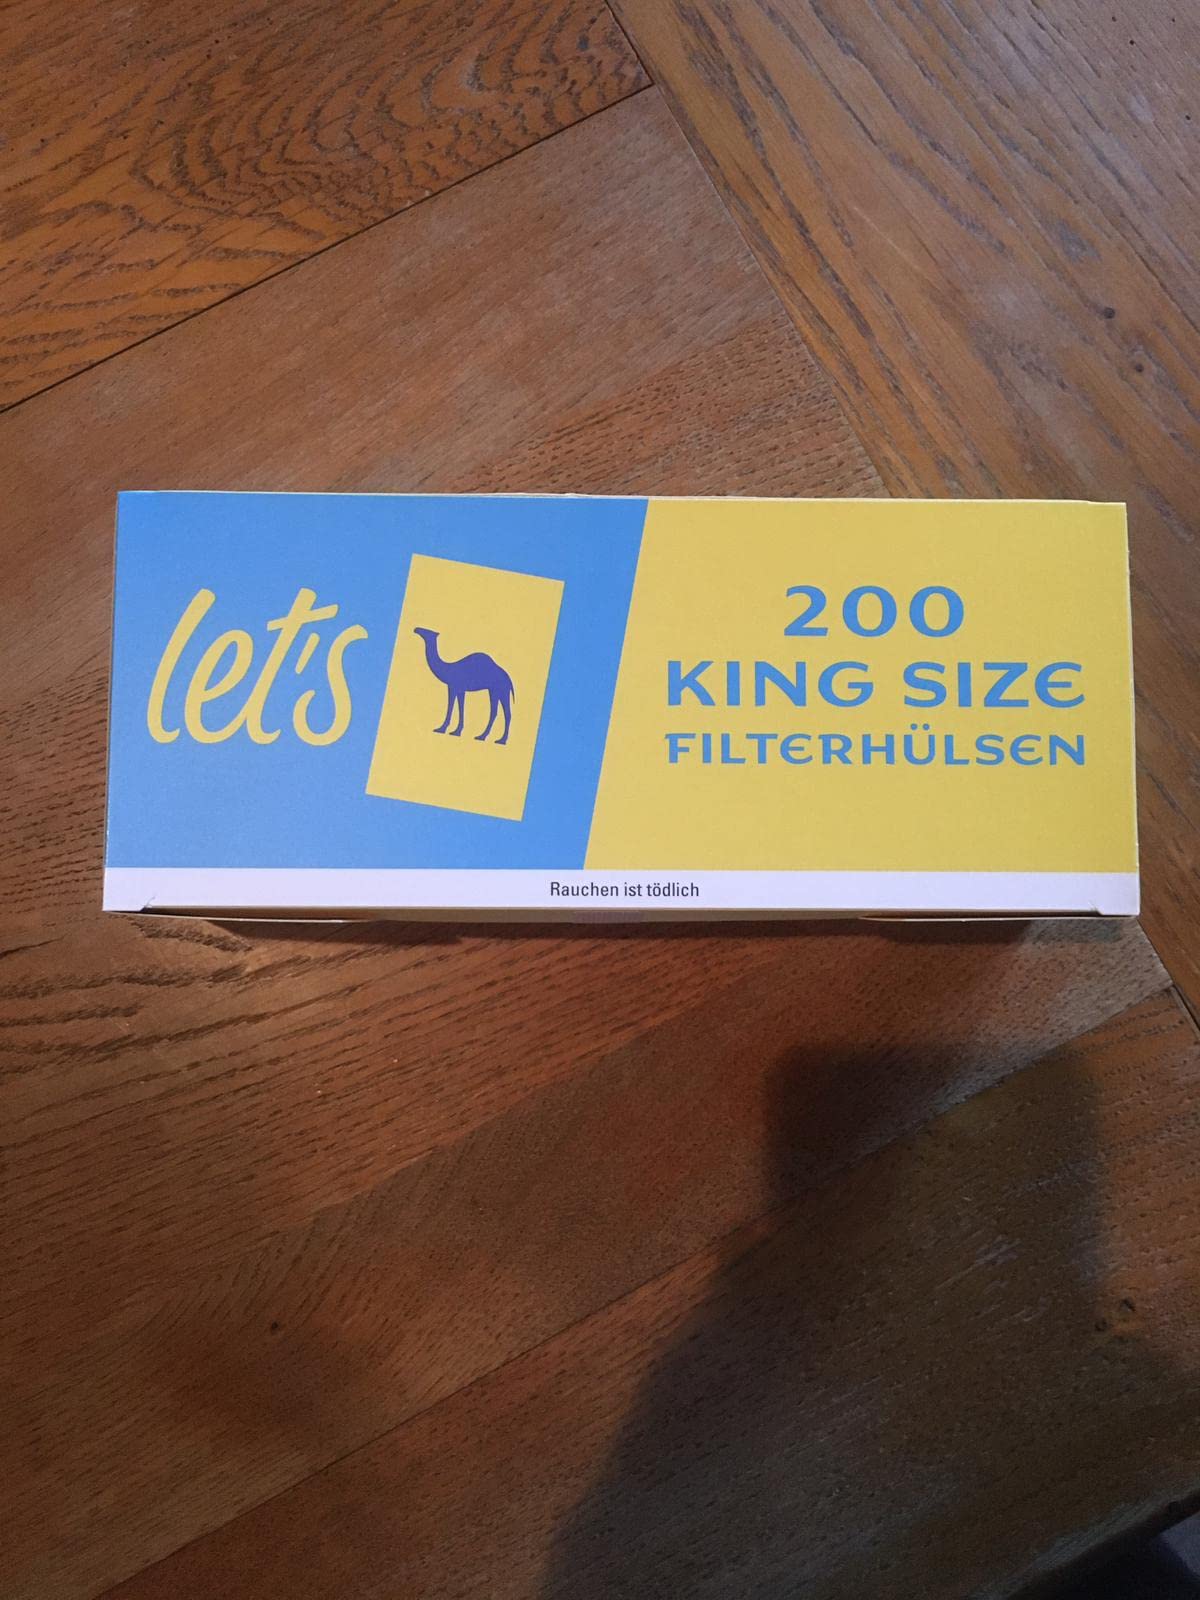 let's
200
KING SIZE
FILTERHÜLSEN
Rauchen ist tödlich